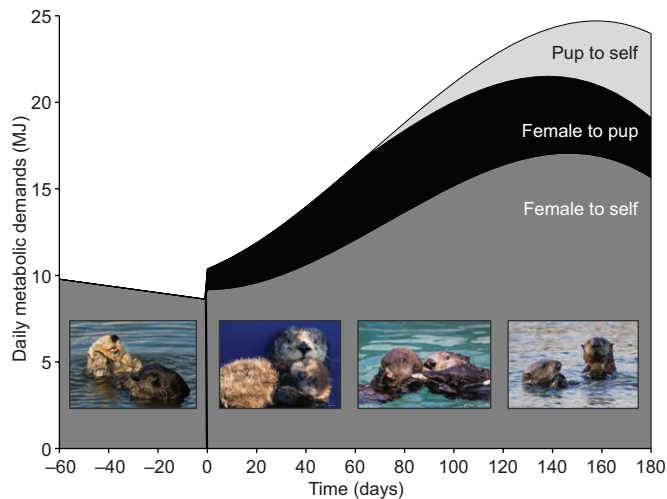 25
20
15
10
5
0
Daily metabolic demands (MJ)
Pup to self
Female to pup
Female to self
–60 –40 –20 0 20 40 60 80 100 120 140 160 180
Time (days)